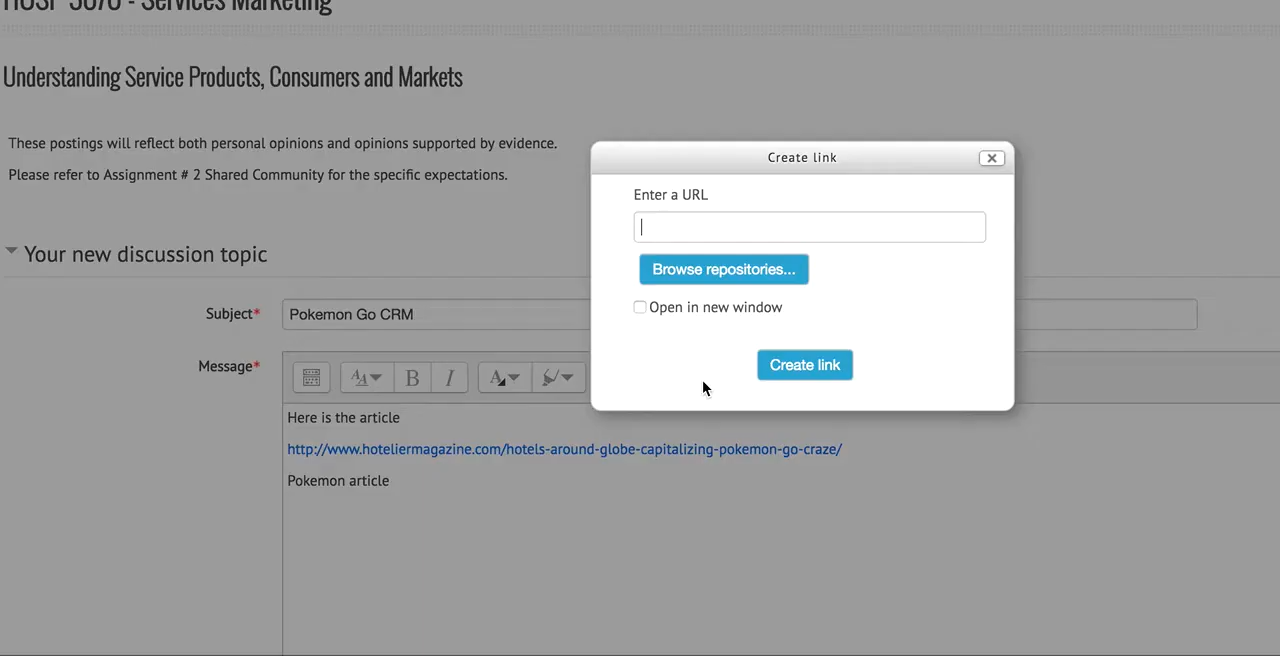 Services Marketing
Understanding Service Products, Consumers and Markets
These postings will reflect both personal opinions and opinions supported by evidence.
Please refer to Assignment # 2 Shared Community for the specific expectations.
Create link
Enter a URL
Browse repositories...
Open in new window
Create link
Your new discussion topic
Subject*
Pokemon Go CRM
Message*
B
I
Here is the article
http://www.hoteliermagazine.com/hotels-around-globe-capitalizing-pokemon-go-craze/
Pokemon article